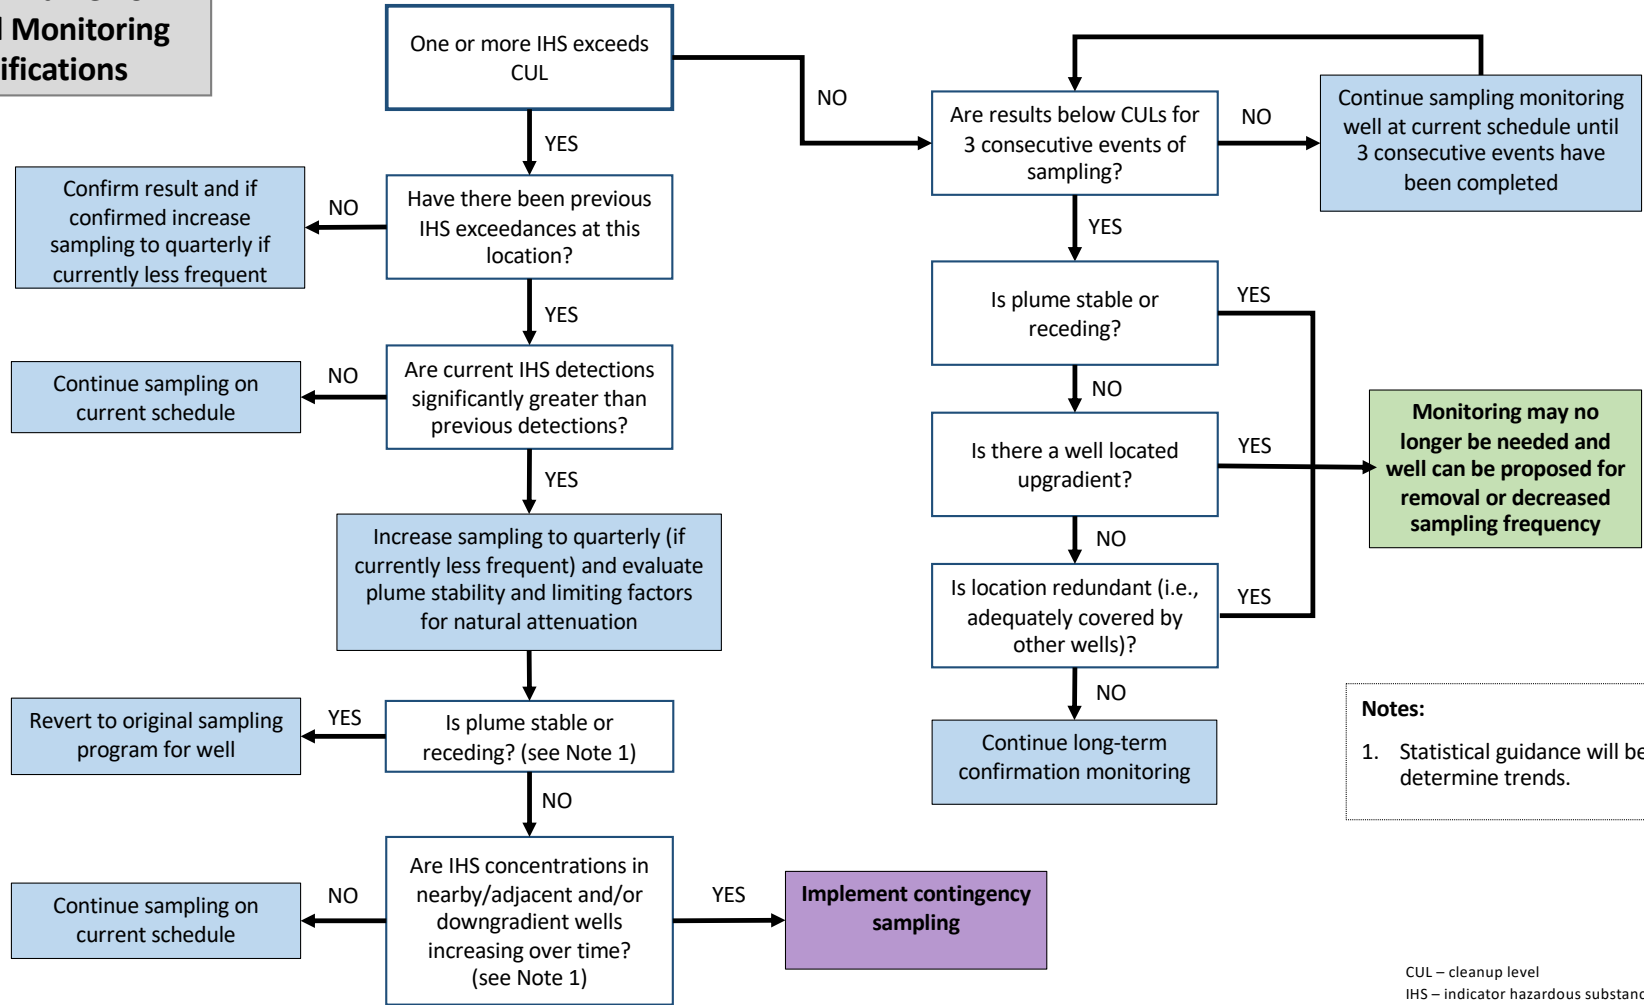 Monitoring
One or more IHS exceeds
CUL
YES
NO
Have there been previous
IHS exceedances at this
location?
NO
Confirm result and if
confirmed increase
sampling to quarterly if
currently less frequent
YES
Are current IHS detections
significantly greater than
previous detections?
NO
Continue sampling on
current schedule
YES
Increase sampling to quarterly (if
currently less frequent) and evaluate
plume stability and limiting factors
for natural attenuation
Is plume stable or
receding? (see Note 1)
YES
Revert to original sampling
program for well
NO
Are IHS concentrations in
nearby/adjacent and/or
downgradient wells
increasing over time?
(see Note 1)
NO
Continue sampling on
current schedule
YES
Implement contingency
sampling
Are results below CULs for
3 consecutive events of
sampling?
NO
Continue sampling monitoring
well at current schedule until
3 consecutive events have
been completed
YES
Is plume stable or
receding?
YES
NO
Is there a well located
upgradient?
YES
NO
Is location redundant (i.e.,
adequately covered by
other wells)?
YES
NO
Continue long-term
confirmation monitoring
Monitoring may no
longer be needed and
well can be proposed for
removal or decreased
sampling frequency
Notes:
1. Statistical guidance will be
determine trends.
CUL – cleanup level
IHS – indicator hazardous